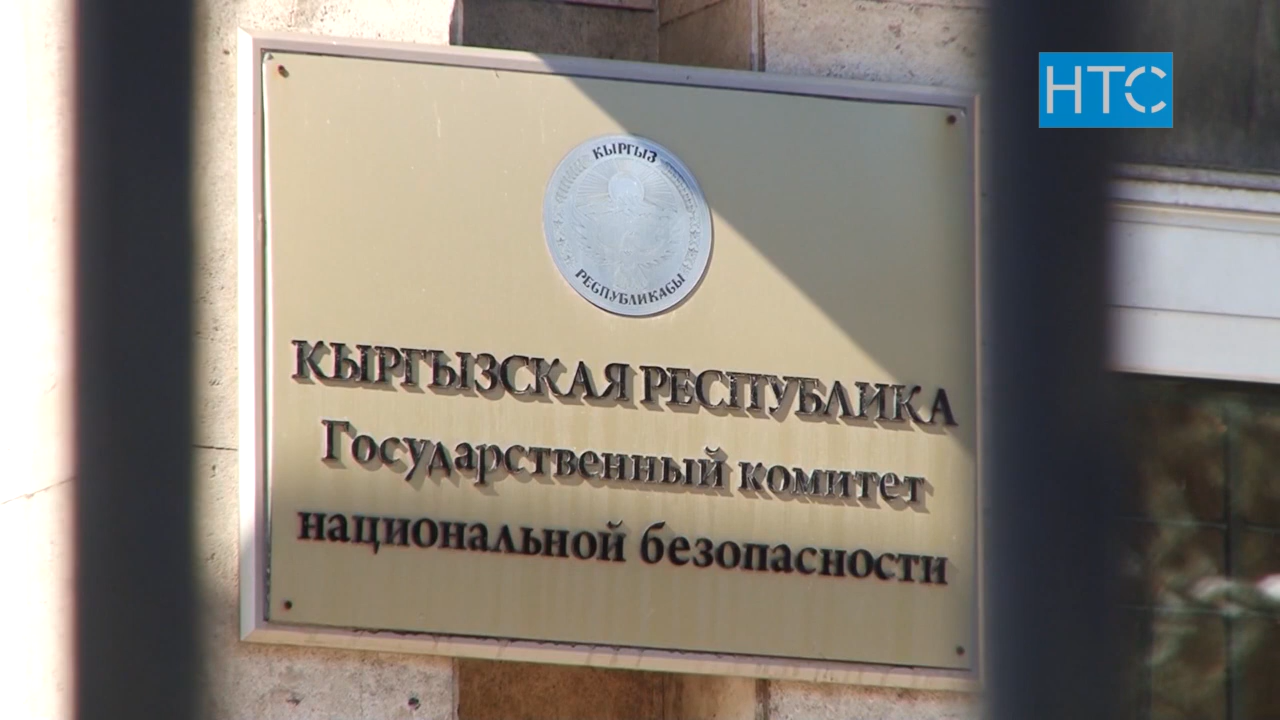 НТС
КЫРГЫЗ
РЕСПУБЛИКАСЫ
КЫРГЫЗСКАЯ РЕСПУБЛИКА
Государственный комитет
национальной безопасности